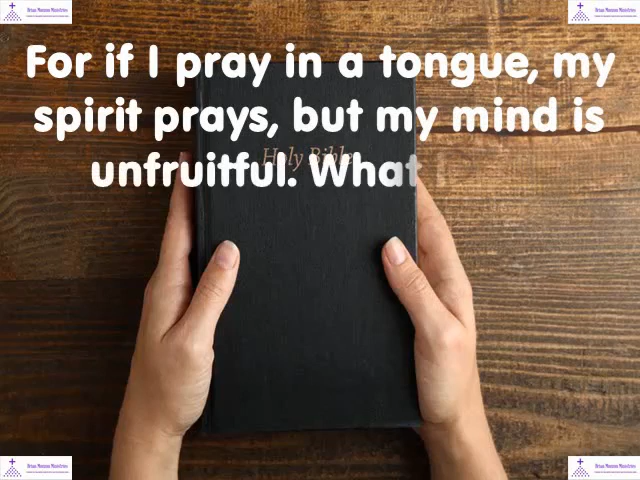 For if I pray in a tongue, my
spirit prays, but my mind is
unfruitful. What
Holy Bible